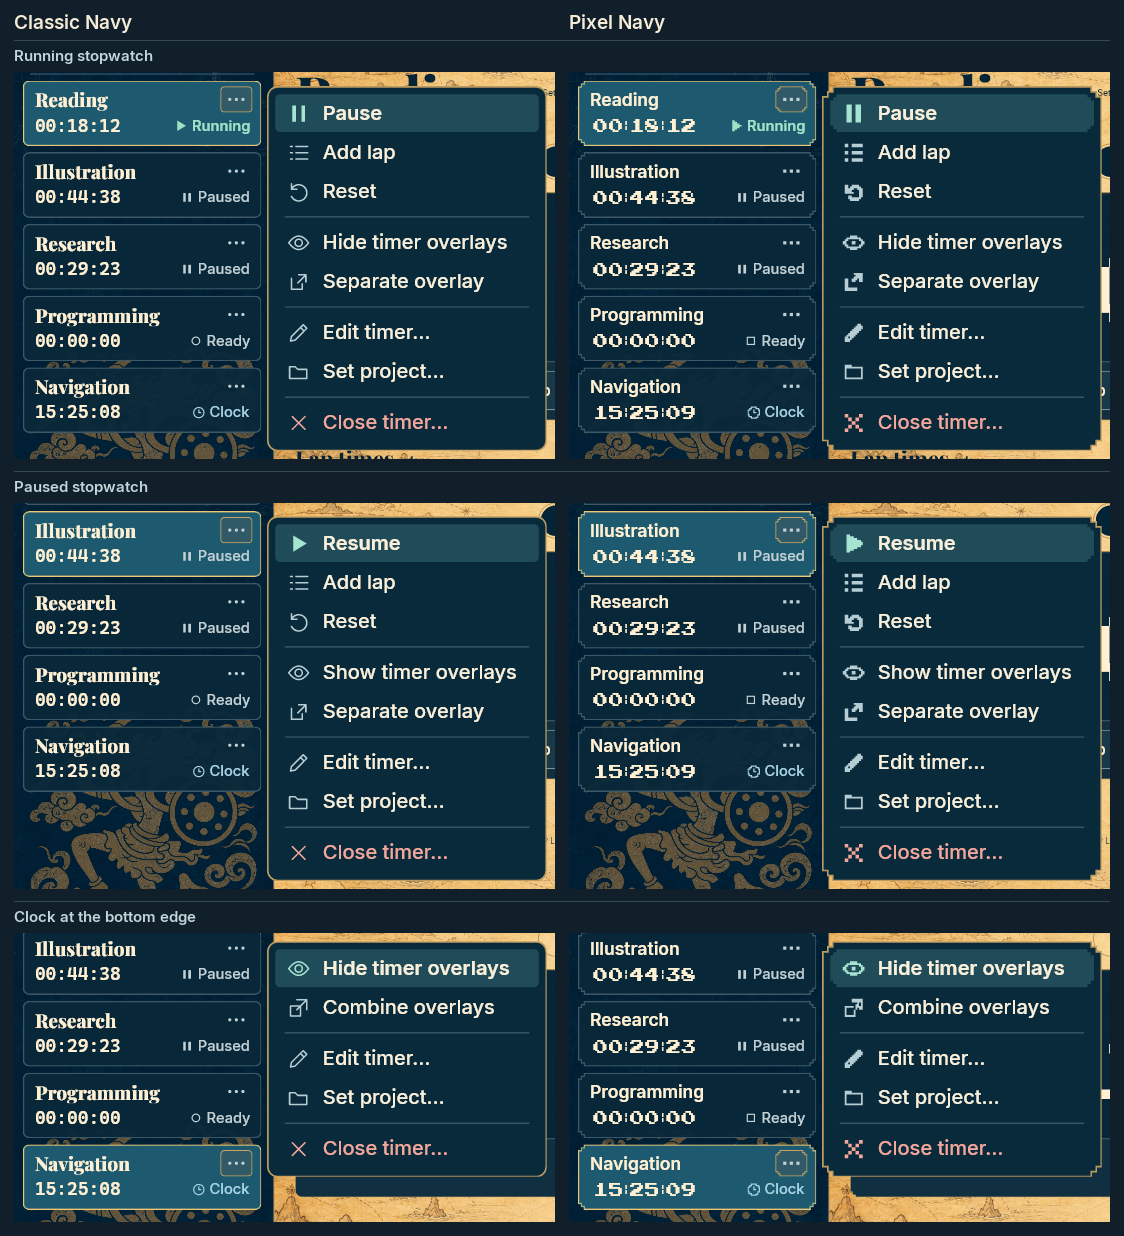 Classic Navy
Pixel Navy
Running stopwatch
Reading ...
00:18:12 Running
Illustration ...
00:44:38 Paused
Research ...
00:29:23 Paused
Programming ...
00:00:00 Ready
Navigation ...
15:25:08 Clock
Pause
Add lap
Reset
Hide timer overlays
Separate overlay
Edit timer...
Set project...
Close timer...
Reading ...
00:18:12 Running
Illustration ...
00:44:38 Paused
Research ...
00:29:23 Paused
Programming ...
00:00:00 Ready
Navigation ...
15:25:09 Clock
Pause
Add lap
Reset
Hide timer overlays
Separate overlay
Edit timer...
Set project...
Close timer...
Paused stopwatch
Illustration ...
00:44:38 Paused
Research ...
00:29:23 Paused
Programming ...
00:00:00 Ready
Navigation ...
15:25:08 Clock
Resume
Add lap
Reset
Show timer overlays
Separate overlay
Edit timer...
Set project...
Close timer...
Illustration ...
00:44:38 Paused
Research ...
00:29:23 Paused
Programming ...
00:00:00 Ready
Navigation ...
15:25:09 Clock
Resume
Add lap
Reset
Show timer overlays
Separate overlay
Edit timer...
Set project...
Close timer...
Clock at the bottom edge
Illustration ...
00:44:38 Paused
Research ...
00:29:23 Paused
Programming ...
00:00:00 Ready
Navigation ...
15:25:08 Clock
Hide timer overlays
Combine overlays
Edit timer...
Set project...
Close timer...
Illustration ...
00:44:38 Paused
Research ...
00:29:23 Paused
Programming ...
00:00:00 Ready
Navigation ...
15:25:09 Clock
Hide timer overlays
Combine overlays
Edit timer...
Set project...
Close timer...